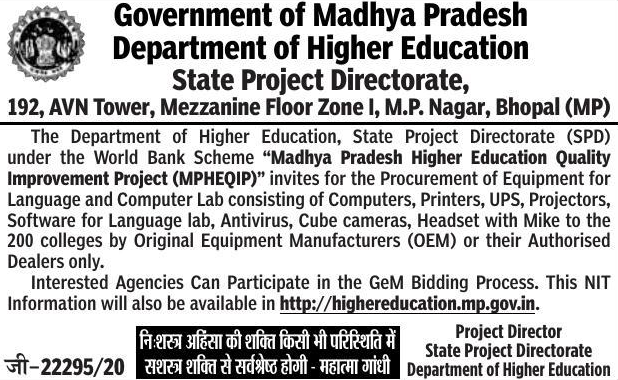 Government of Madhya Pradesh
Department of Higher Education
State Project Directorate,
192, AVN Tower, Mezzanine Floor Zone I, M.P. Nagar, Bhopal (MP)
The Department of Higher Education, State Project Directorate (SPD)
under the World Bank Scheme “Madhya Pradesh Higher Education Quality
Improvement Project (MPHEQIP)” invites for the Procurement of Equipment for
Language and Computer Lab consisting of Computers, Printers, UPS, Projectors,
Software for Language lab, Antivirus, Cube cameras, Headset with Mike to the
200 colleges by Original Equipment Manufacturers (OEM) or their Authorised
Dealers only.
Interested Agencies Can Participate in the GeM Bidding Process. This NIT
Information will also be available in http://highereducation.mp.gov.in.
जी-22295/20
नि:शस्त्र अहिंसा की शक्ति किसी भी परिस्थिति में
सशस्त्र शक्ति से सर्वश्रेष्ठ होगी - महात्मा गांधी
Project Director
State Project Directorate
Department of Higher Education